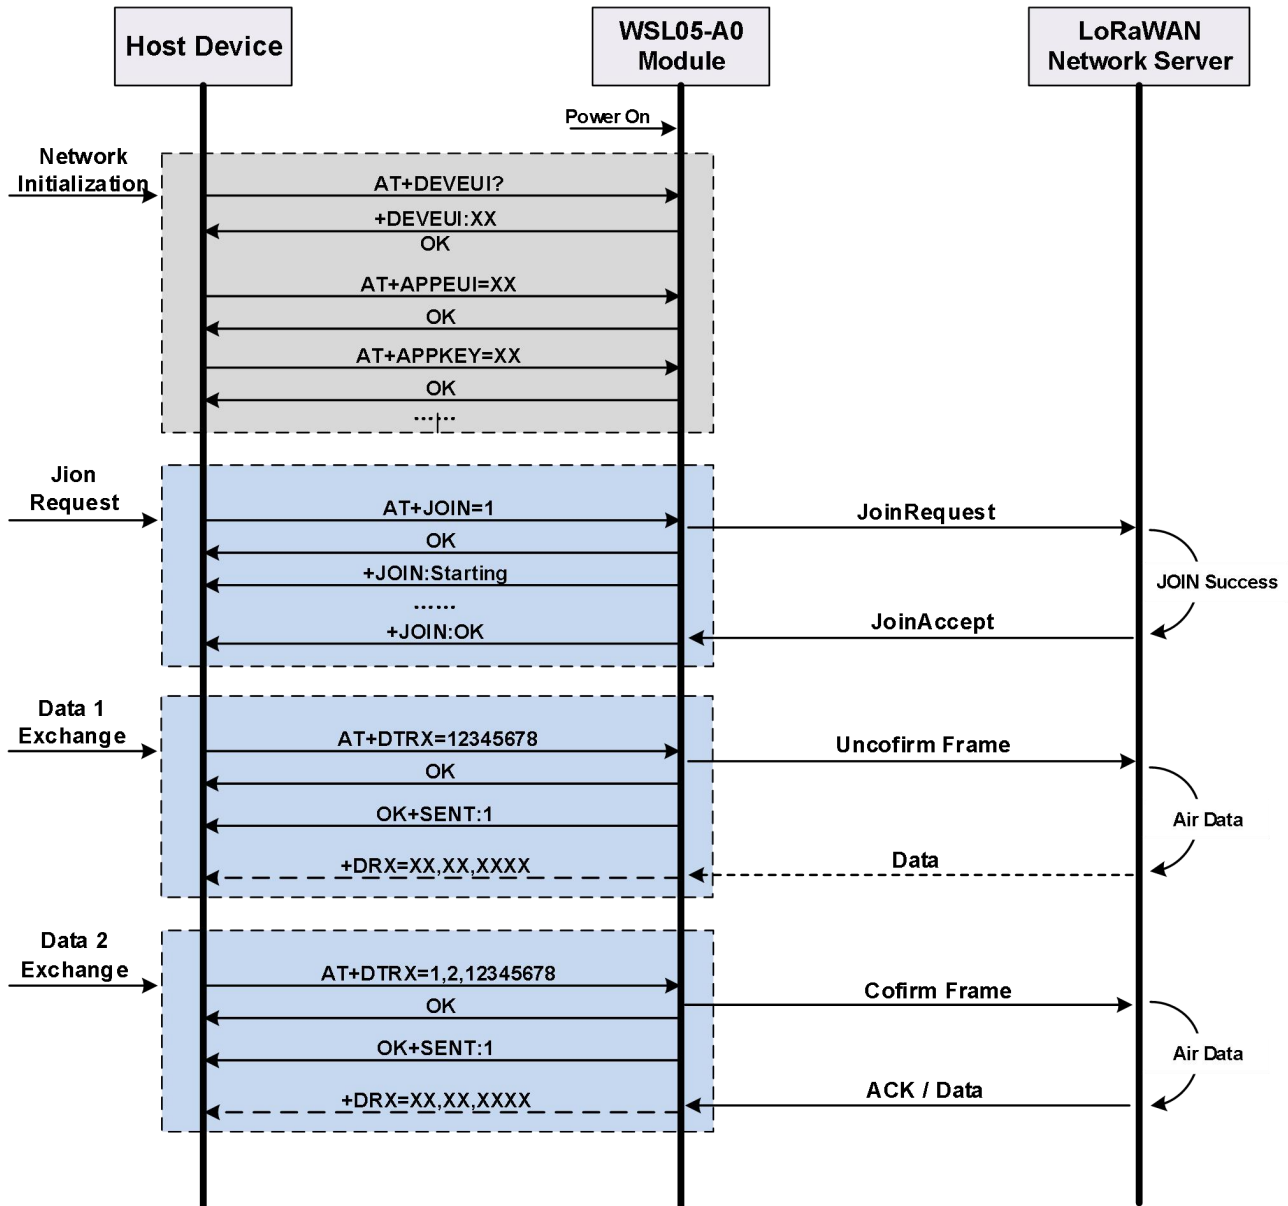 Host Device
WSL05-A0
Module
LoRaWAN
Network Server
Power On
Network
Initialization
AT+DEVEUI?
+DEVEUI:XX
OK
AT+APPEUI=XX
OK
AT+APPKEY=XX
OK
......
Jion
Request
AT+JOIN=1
JoinRequest
OK
+JOIN:Starting
JOIN Success
......
+JOIN:OK
JoinAccept
Data 1
Exchange
AT+DTRX=12345678
Uncofirm Frame
OK
OK+SENT:1
Air Data
+DRX=XX,XX,XXXX
Data
Data 2
Exchange
AT+DTRX=1,2,12345678
Cofirm Frame
OK
OK+SENT:1
Air Data
+DRX=XX,XX,XXXX
ACK / Data